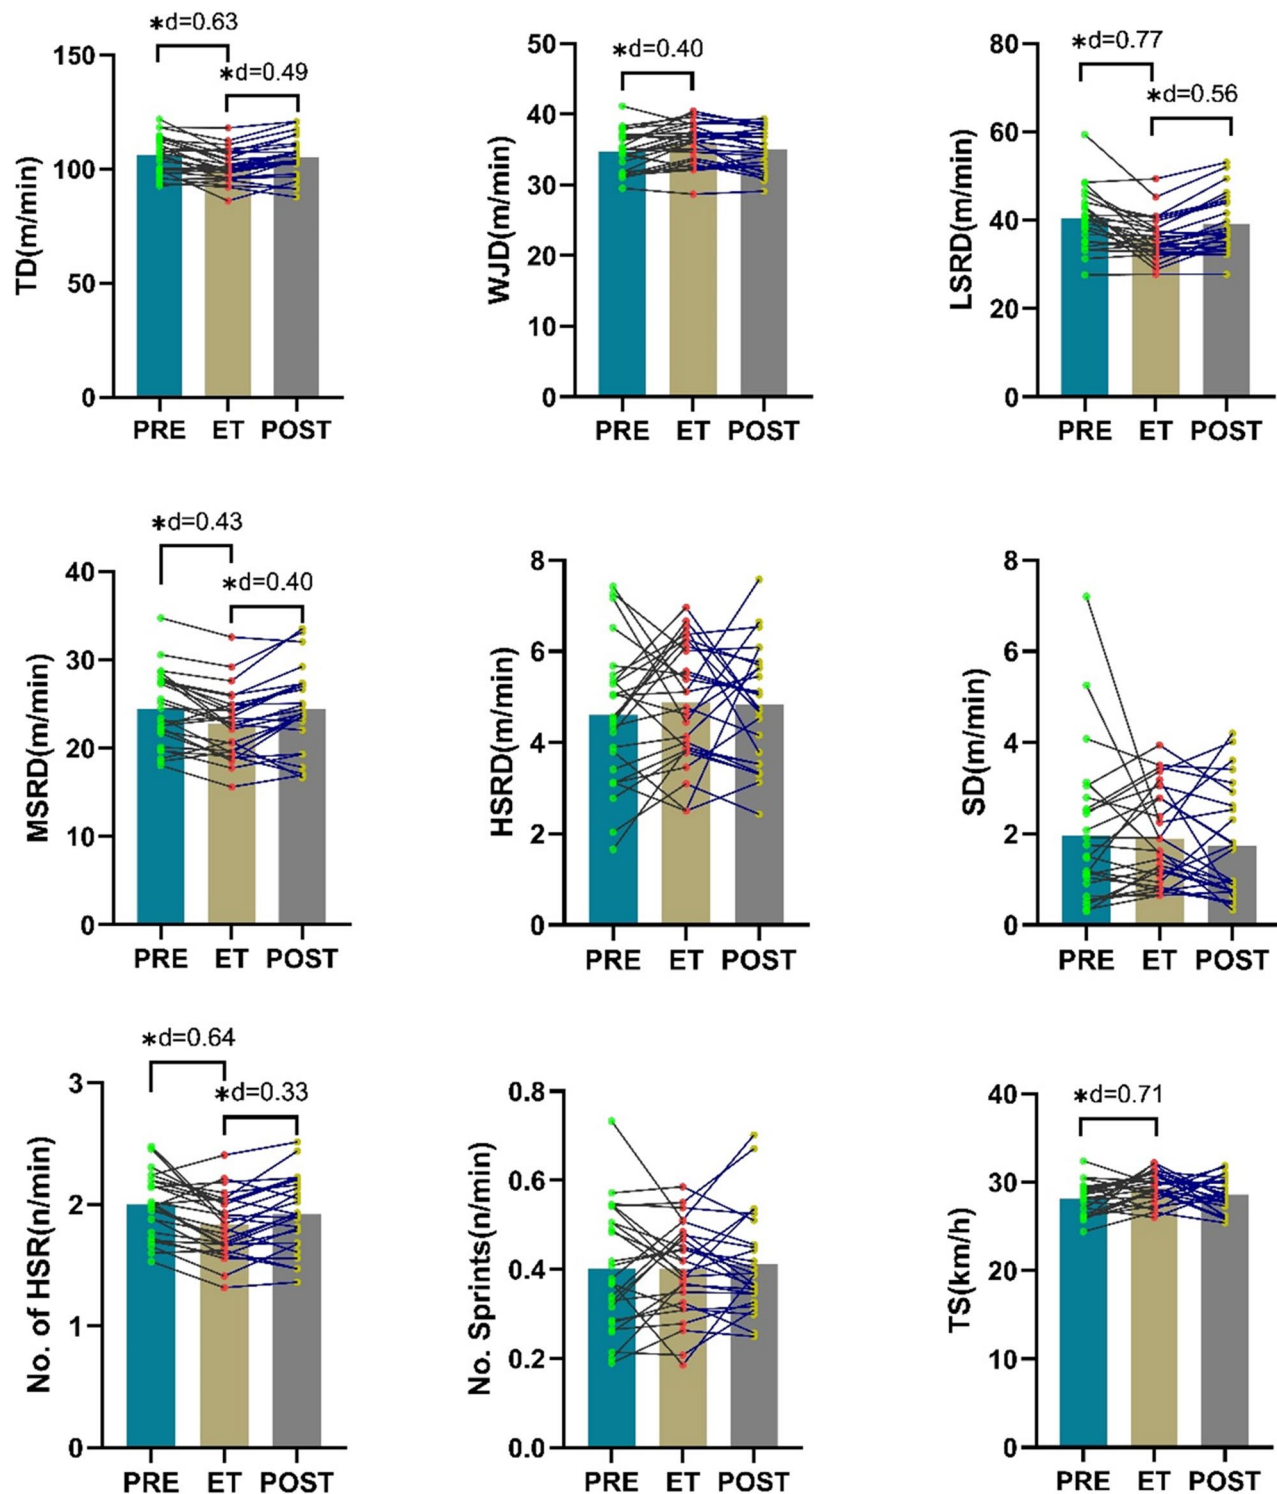 ∗d=0.63
∗d=0.49
TD(m/min)
150
100
50
0
PRE ET POST
∗d=0.40
WJD(m/min)
50
40
30
20
10
0
PRE ET POST
∗d=0.77
∗d=0.56
LSRD(m/min)
80
60
40
20
0
PRE ET POST
∗d=0.43
∗d=0.40
MSRD(m/min)
40
30
20
10
0
PRE ET POST
HSRD(m/min)
8
6
4
2
0
PRE ET POST
SD(m/min)
8
6
4
2
0
PRE ET POST
∗d=0.64
∗d=0.33
No. of HSR(n/min)
3
2
1
0
PRE ET POST
No. Sprints(n/min)
0.8
0.6
0.4
0.2
0.0
PRE ET POST
∗d=0.71
TS(km/h)
40
30
20
10
0
PRE ET POST